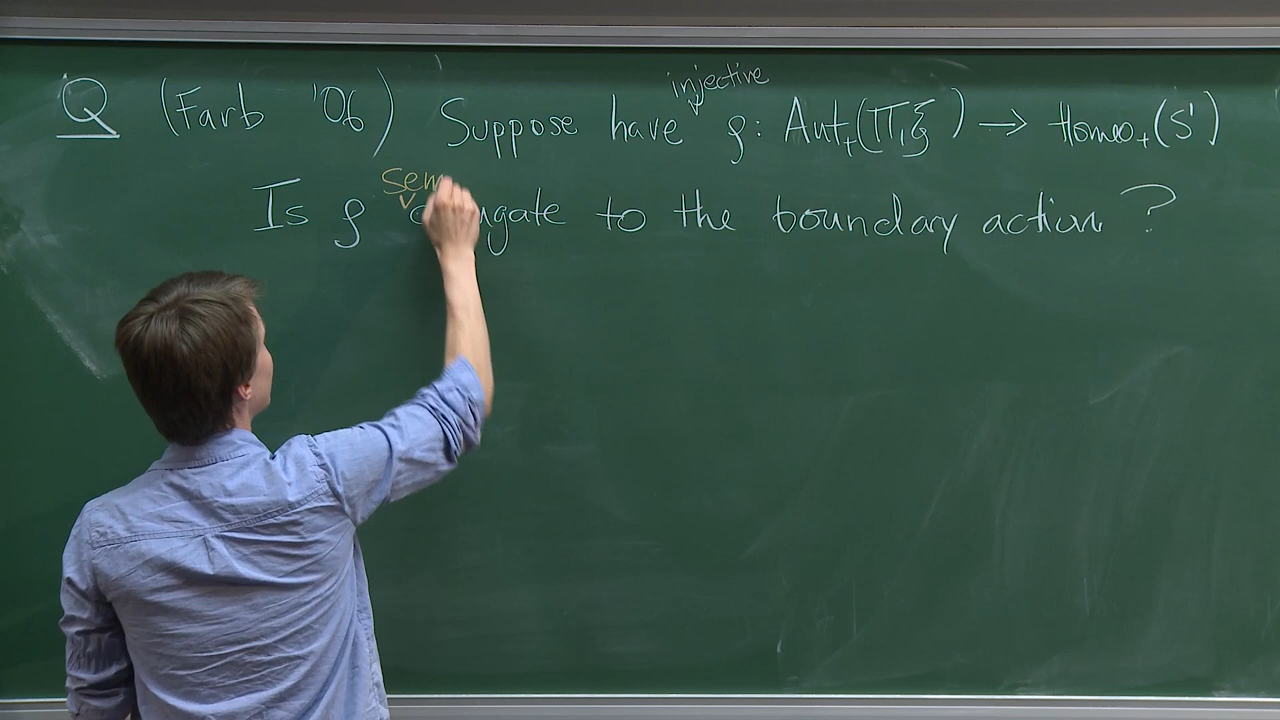 Q (Farb '06) Suppose have injective ρ: Aut₊(π₁Σ) → Homeo₊(S¹)
Is ρ sem conjugate to the boundary action ?